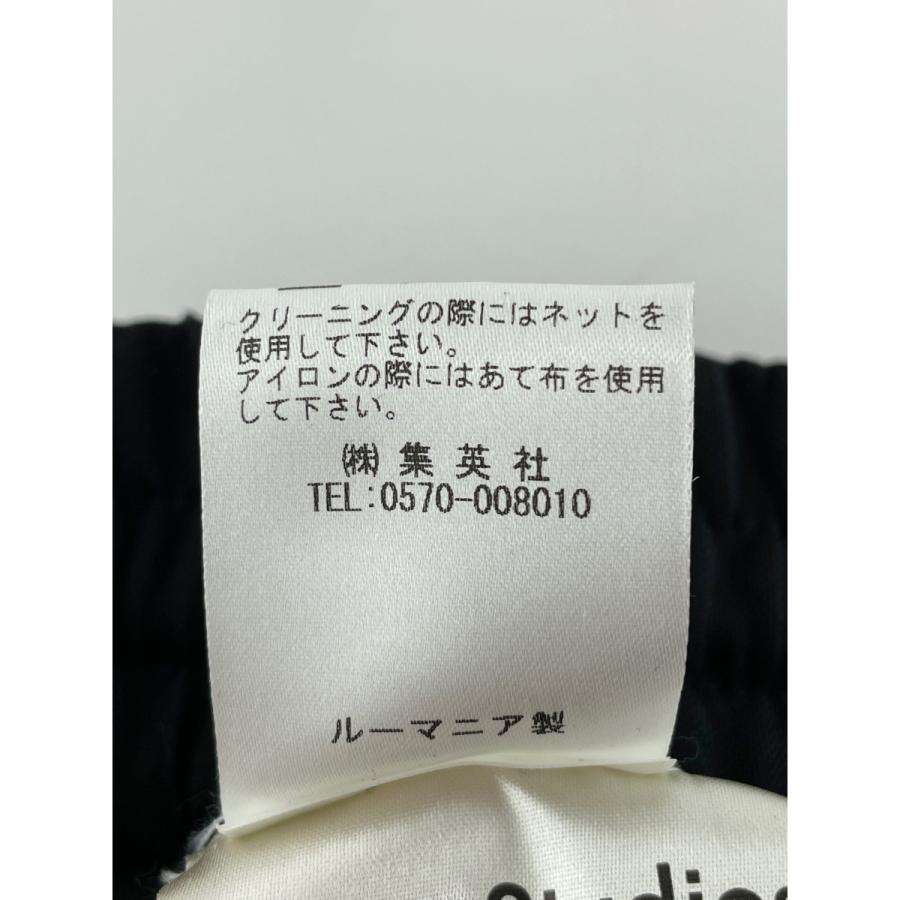 クリーニングの際にはネットを
使用して下さい。
アイロンの際にはあて布を使用
して下さい。
㈱ 集 英 社
TEL:0570-008010
ルーマニア製
Studios